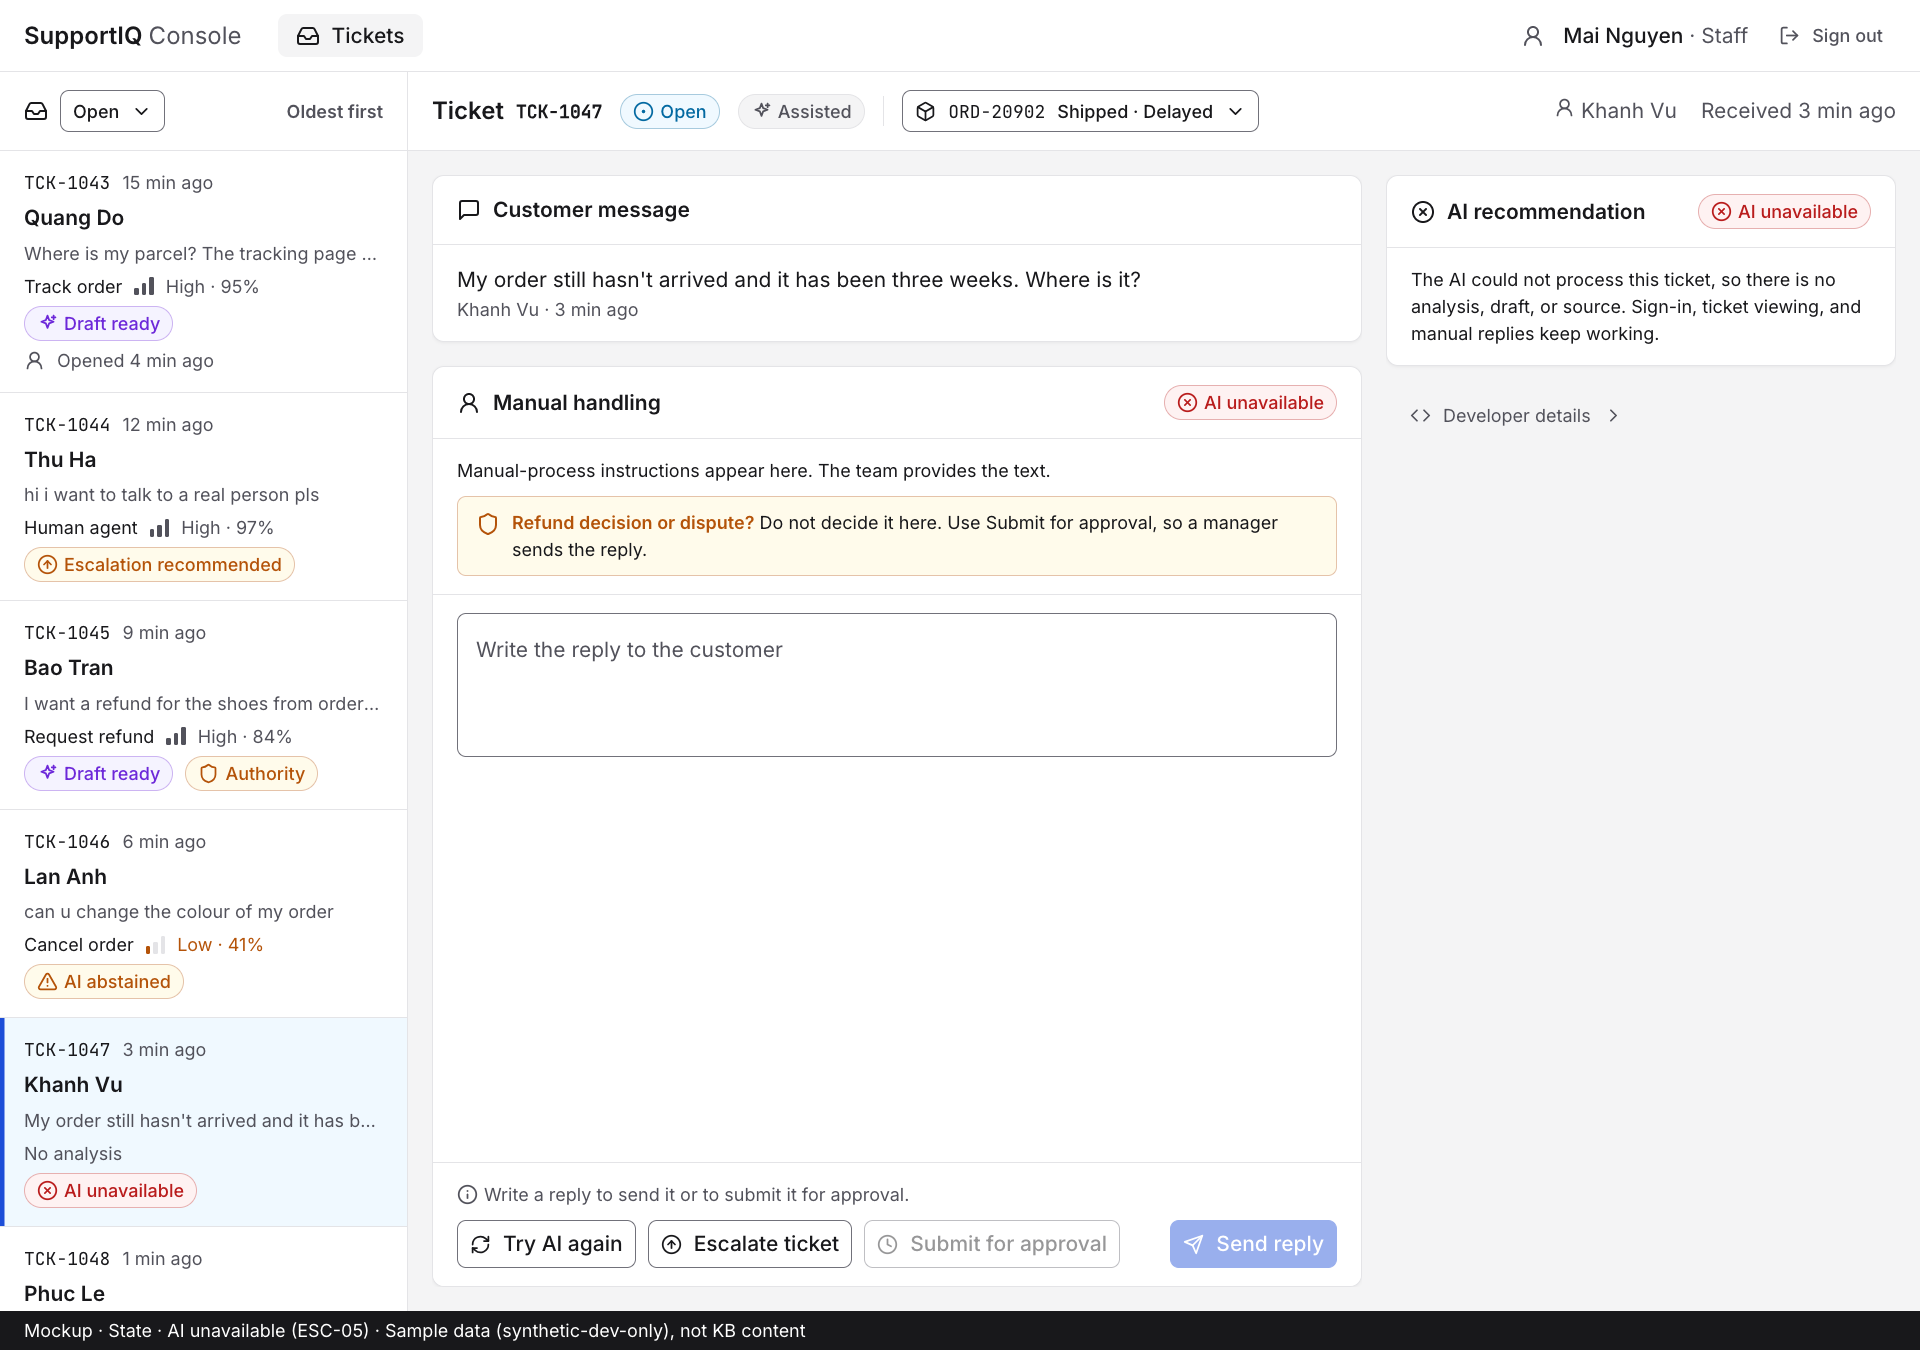 SupportIQ Console
Tickets
Mai Nguyen · Staff
Sign out
Open
Oldest first
Ticket TCK-1047
Open
Assisted
ORD-20902 Shipped · Delayed
Khanh Vu
Received 3 min ago
TCK-1043 15 min ago
Quang Do
Where is my parcel? The tracking page ...
Track order High · 95%
Draft ready
Opened 4 min ago
TCK-1044 12 min ago
Thu Ha
hi i want to talk to a real person pls
Human agent High · 97%
Escalation recommended
TCK-1045 9 min ago
Bao Tran
I want a refund for the shoes from order...
Request refund High · 84%
Draft ready
Authority
TCK-1046 6 min ago
Lan Anh
can u change the colour of my order
Cancel order Low · 41%
AI abstained
TCK-1047 3 min ago
Khanh Vu
My order still hasn't arrived and it has b...
No analysis
AI unavailable
TCK-1048 1 min ago
Phuc Le
Customer message
My order still hasn't arrived and it has been three weeks. Where is it?
Khanh Vu · 3 min ago
Manual handling
AI unavailable
Manual-process instructions appear here. The team provides the text.
Refund decision or dispute? Do not decide it here. Use Submit for approval, so a manager
sends the reply.
Write the reply to the customer
Write a reply to send it or to submit it for approval.
Try AI again
Escalate ticket
Submit for approval
Send reply
AI recommendation
AI unavailable
The AI could not process this ticket, so there is no
analysis, draft, or source. Sign-in, ticket viewing, and
manual replies keep working.
Developer details
Mockup · State · AI unavailable (ESC-05) · Sample data (synthetic-dev-only), not KB content